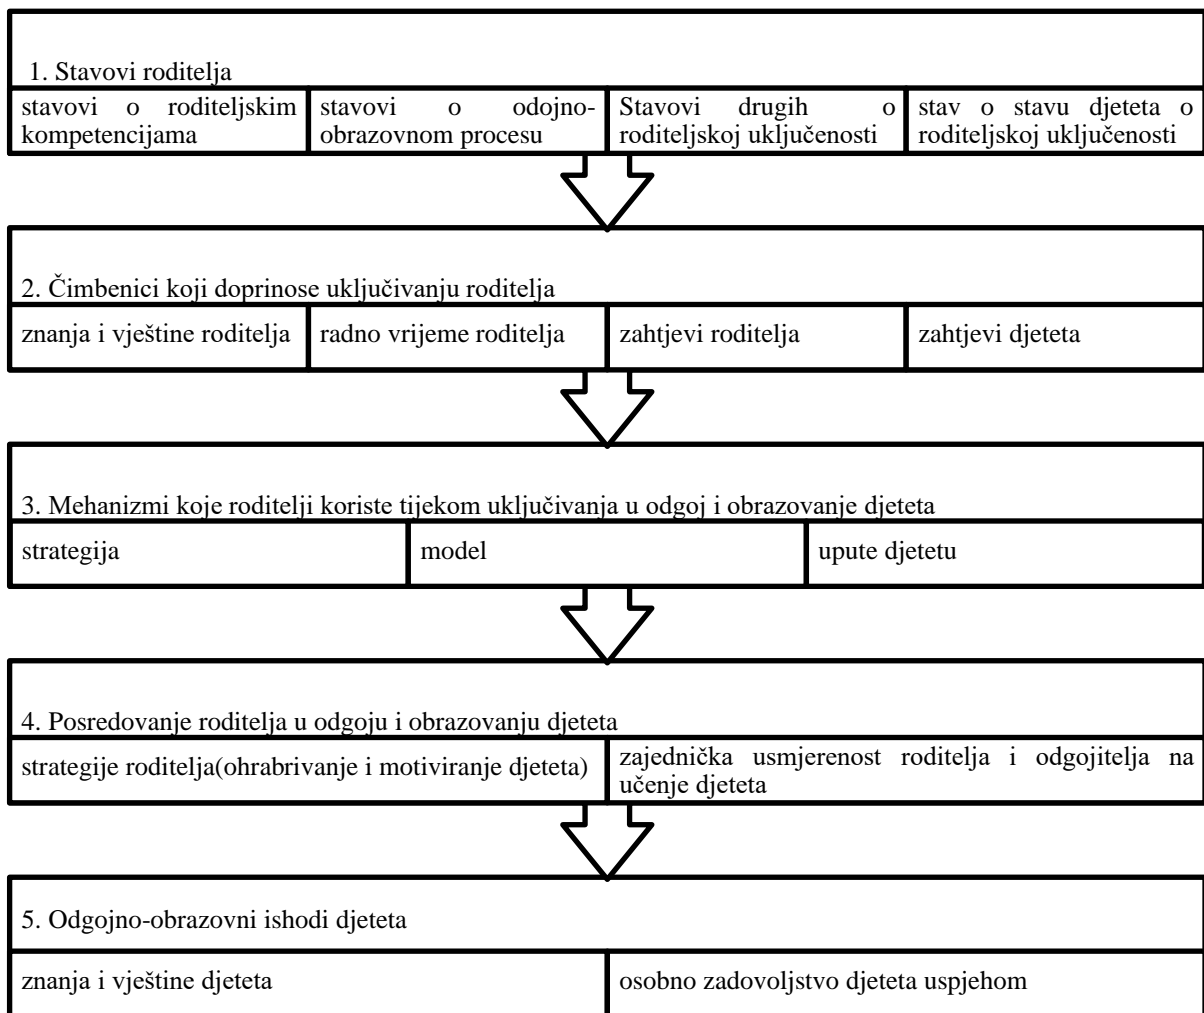 1. Stavovi roditelja
stavovi o roditeljskim
kompetencijama
stavovi o odojno-
obrazovnom procesu
Stavovi drugih o
roditeljskoj uključenosti
stav o stavu djeteta o
roditeljskoj uključenosti
2. Čimbenici koji doprinose uključivanju roditelja
znanja i vještine roditelja
radno vrijeme roditelja
zahtjevi roditelja
zahtjevi djeteta
3. Mehanizmi koje roditelji koriste tijekom uključivanja u odgoj i obrazovanje djeteta
strategija
model
upute djetetu
4. Posredovanje roditelja u odgoju i obrazovanju djeteta
strategije roditelja(ohrabrivanje i motiviranje djeteta)
zajednička usmjerenost roditelja i odgojitelja na
učenje djeteta
5. Odgojno-obrazovni ishodi djeteta
znanja i vještine djeteta
osobno zadovoljstvo djeteta uspjehom